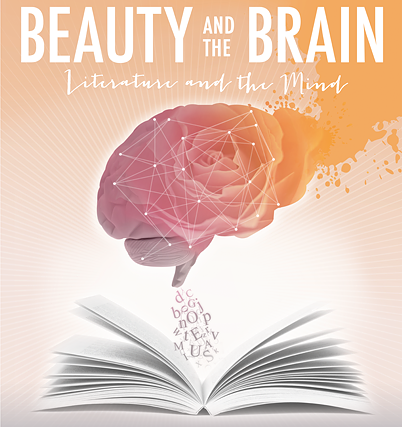 BEAUTY AND THE BRAIN
Literature and the Mind